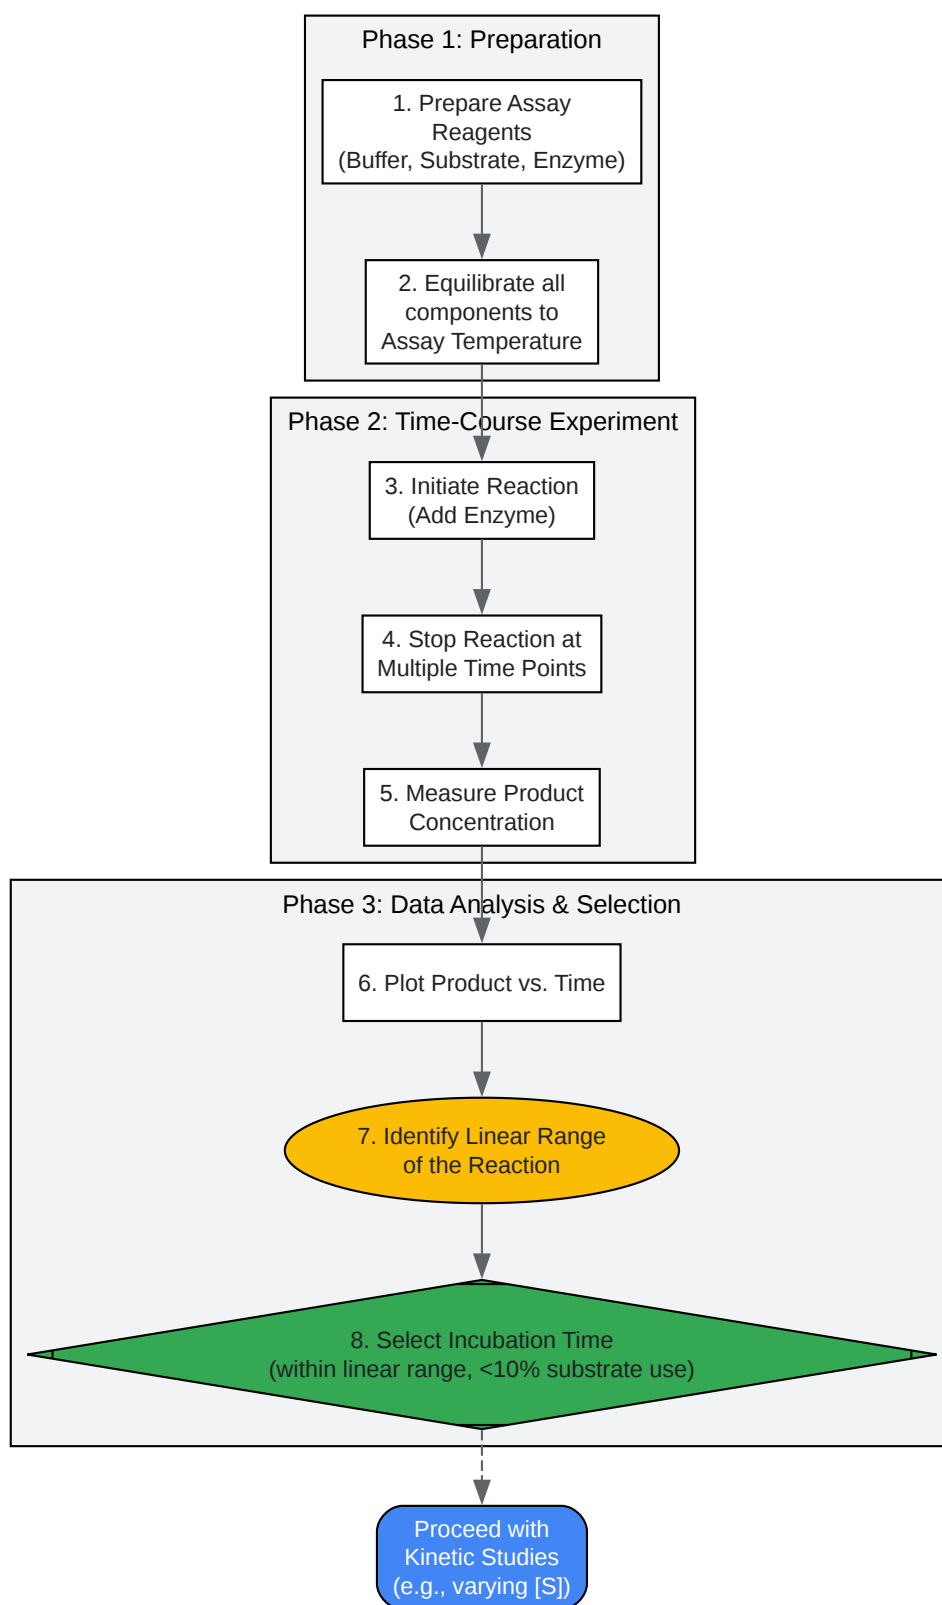 Phase 1: Preparation
1. Prepare Assay
Reagents
(Buffer, Substrate, Enzyme)
2. Equilibrate all
components to
Assay Temperature
Phase 2: Time-Course Experiment
3. Initiate Reaction
(Add Enzyme)
4. Stop Reaction at
Multiple Time Points
5. Measure Product
Concentration
Phase 3: Data Analysis & Selection
6. Plot Product vs. Time
7. Identify Linear Range
of the Reaction
8. Select Incubation Time
(within linear range, <10% substrate use)
Proceed with
Kinetic Studies
(e.g., varying [S])